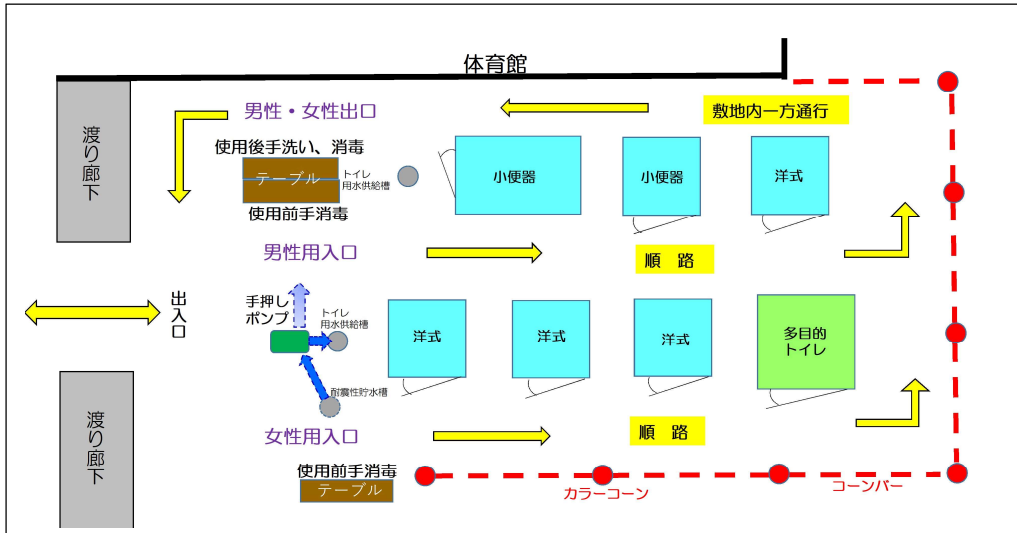 体育館
渡り廊下
男性・女性出口
敷地内一方通行
使用後手洗い、消毒
テーブル
トイレ
用水供給槽
使用前手消毒
小便器
小便器
洋式
男性用入口
順 路
出入口
手押し
ポンプ
トイレ
用水供給槽
洋式
洋式
洋式
多目的
トイレ
耐震性貯水槽
渡り廊下
女性用入口
順 路
使用前手消毒
テーブル
カラーコーン
コーンバー